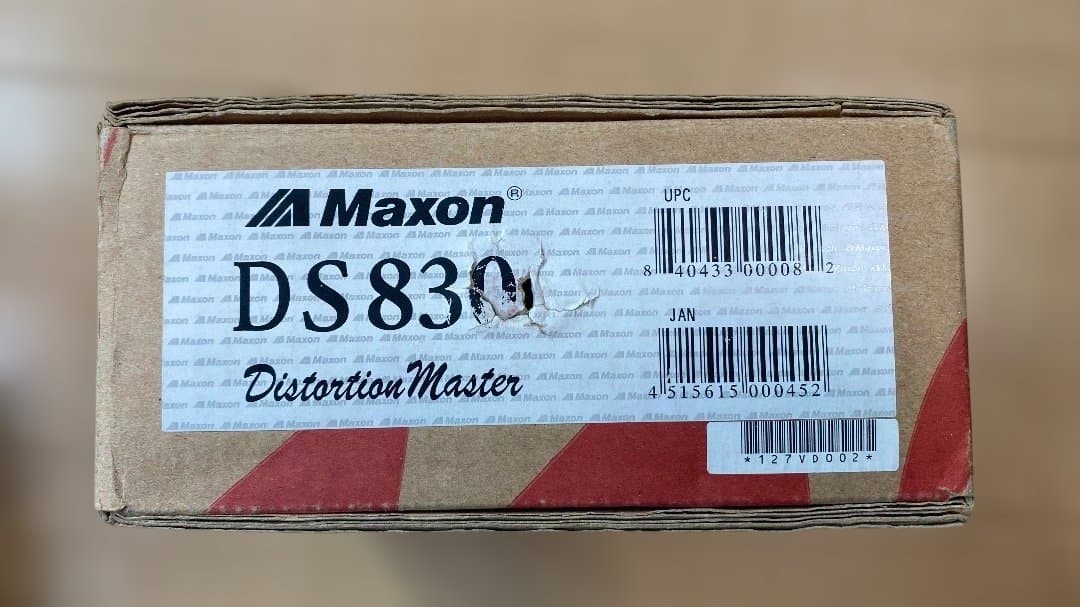 Maxon®
DS830
Distortion Master
UPC
8 40433 00008 2
JAN
4 515615 000452
*127VD002*